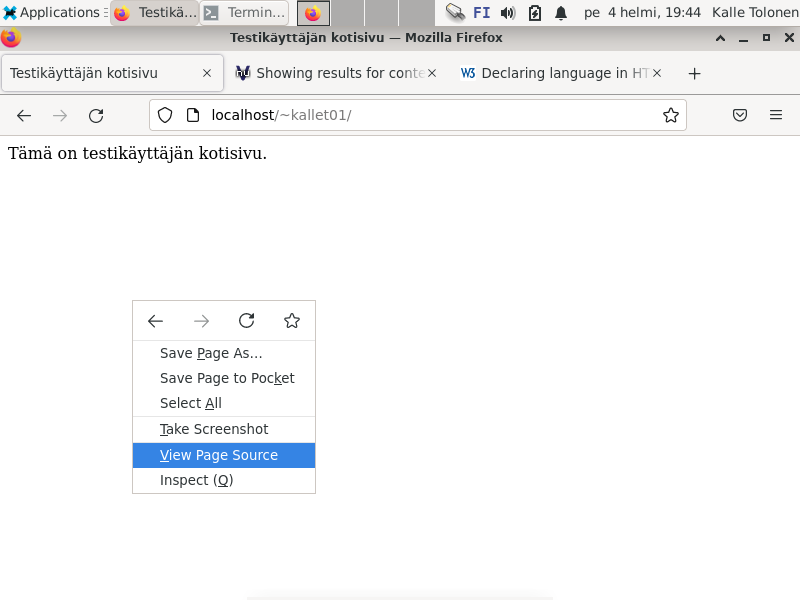 Applications Testikä... Termin... FI pe 4 helmi, 19:44 Kalle Tolonen
Testikäyttäjän kotisivu — Mozilla Firefox
Testikäyttäjän kotisivu Showing results for conte W3 Declaring language in HT
localhost/~kallet01/
Tämä on testikäyttäjän kotisivu.
Save Page As...
Save Page to Pocket
Select All
Take Screenshot
View Page Source
Inspect (Q)